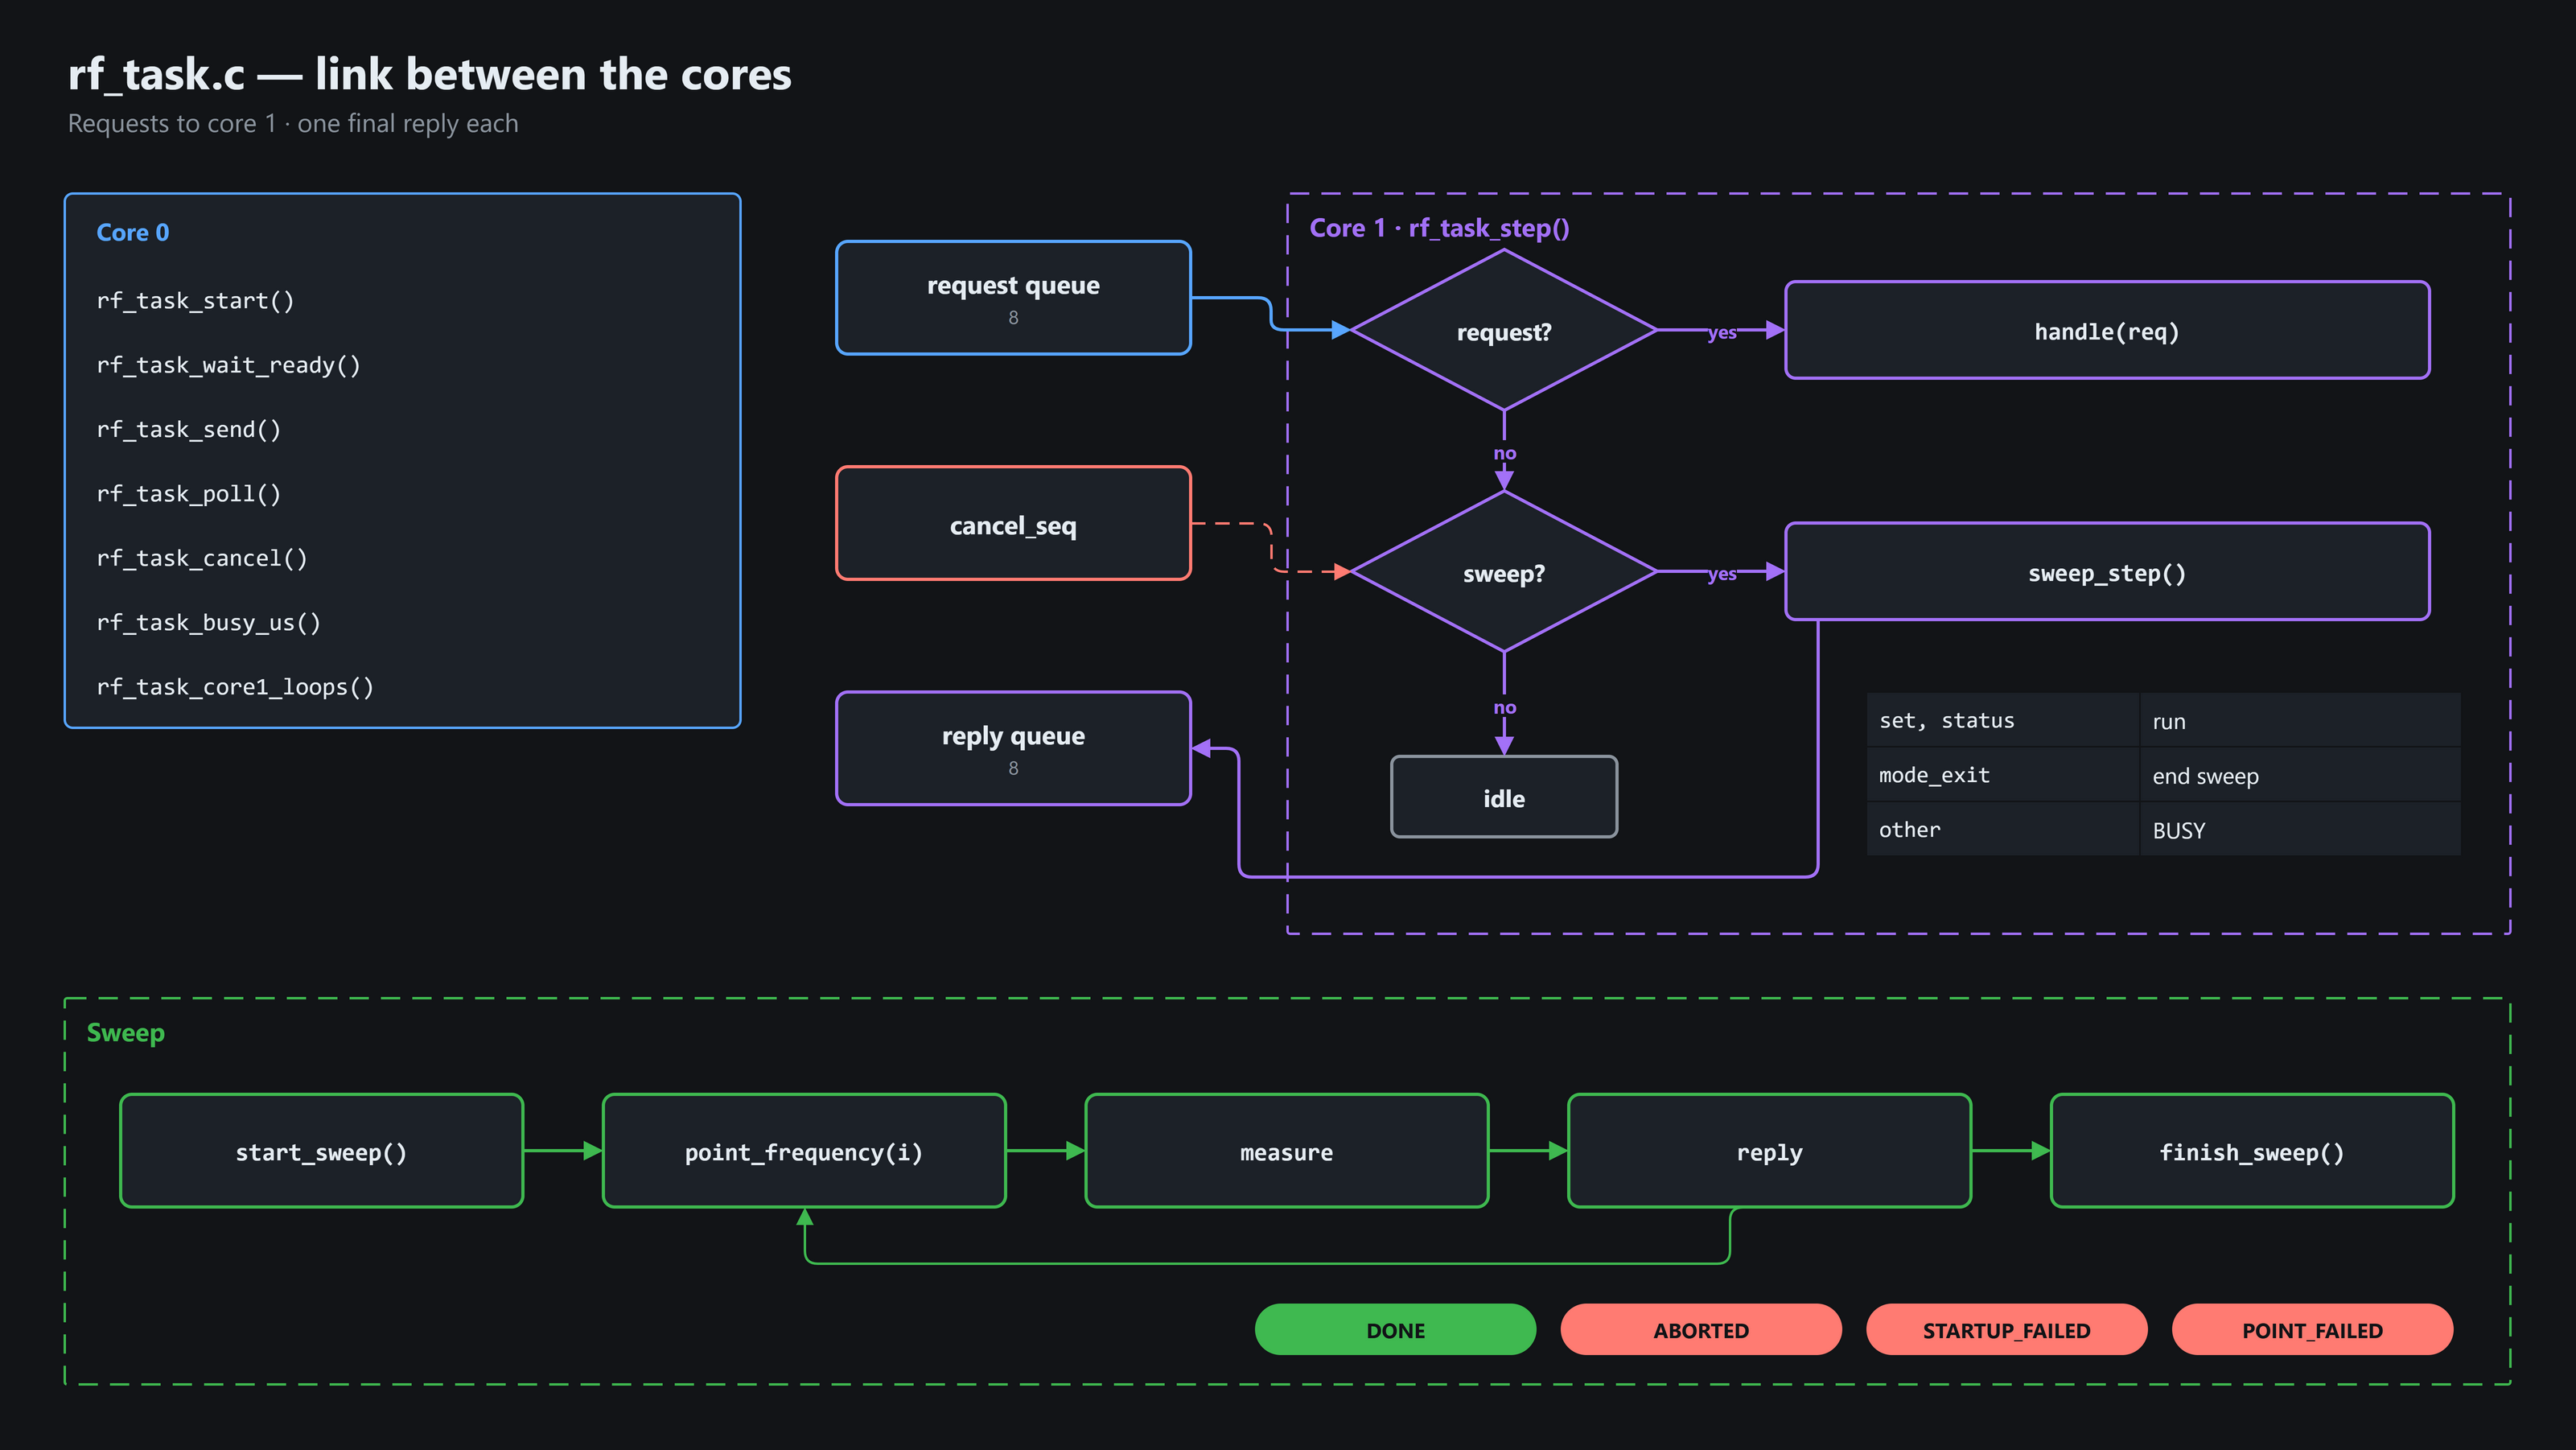 rf_task.c — link between the cores
Requests to core 1 · one final reply each
Core 0
rf_task_start()
rf_task_wait_ready()
rf_task_send()
rf_task_poll()
rf_task_cancel()
rf_task_busy_us()
rf_task_core1_loops()
request queue
8
cancel_seq
reply queue
8
Core 1 · rf_task_step()
request?
yes
handle(req)
no
sweep?
yes
sweep_step()
no
idle
set, status run
mode_exit end sweep
other BUSY
Sweep
start_sweep()
point_frequency(i)
measure
reply
finish_sweep()
DONE
ABORTED
STARTUP_FAILED
POINT_FAILED